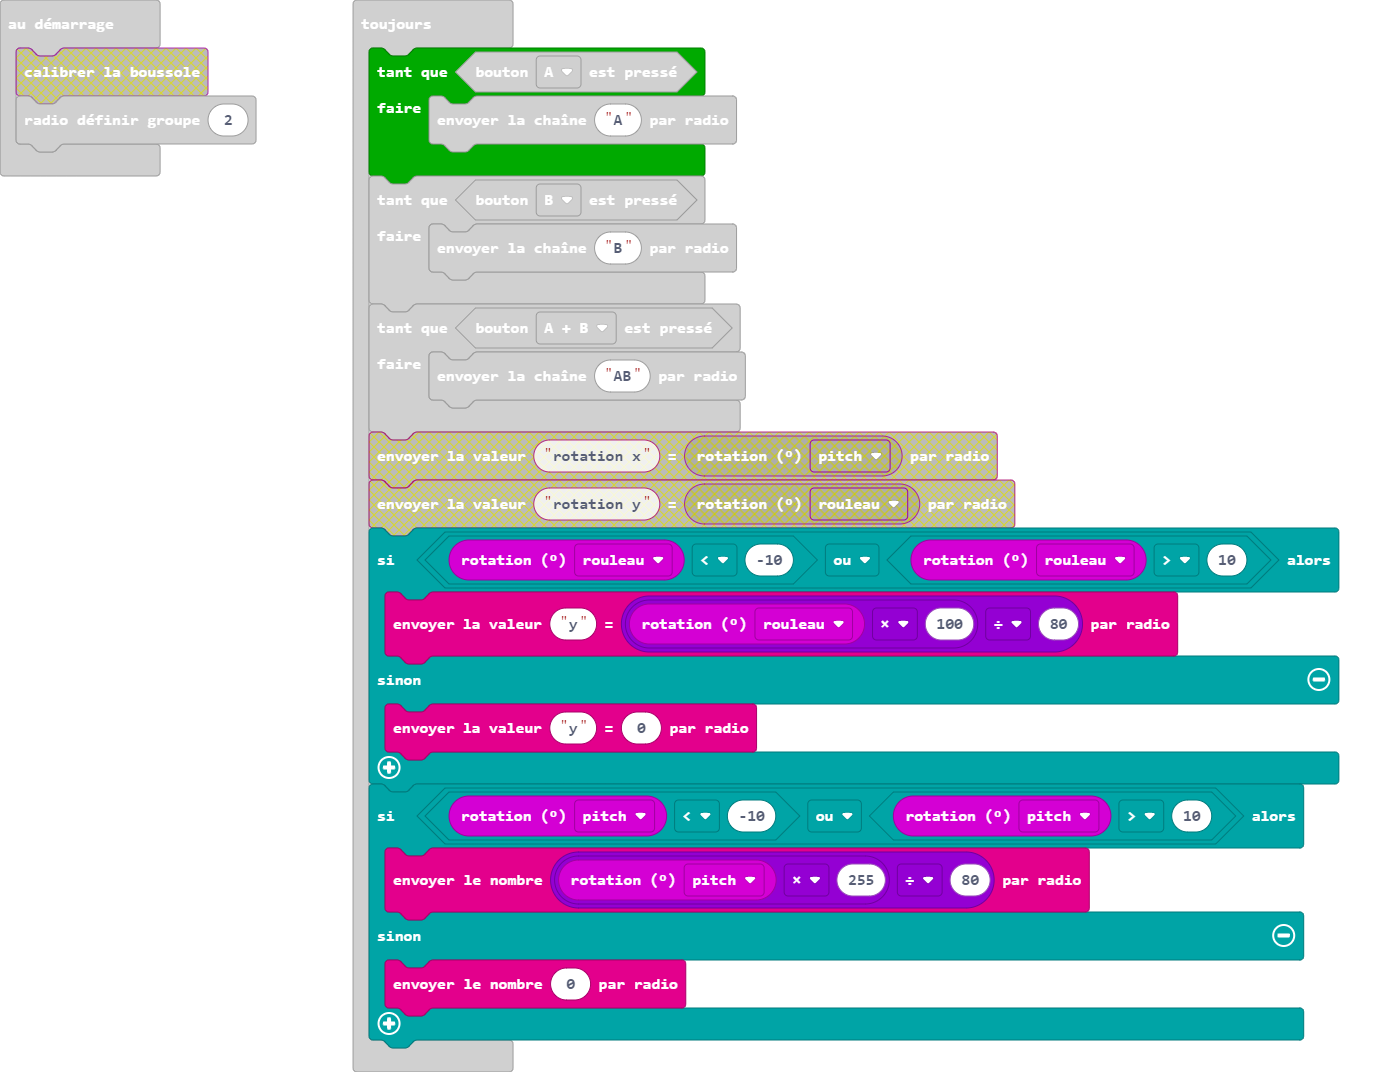 au démarrage
calibrer la boussole
radio définir groupe 2
toujours
tant que bouton A est pressé
faire envoyer la chaîne "A" par radio
tant que bouton B est pressé
faire envoyer la chaîne "B" par radio
tant que bouton A + B est pressé
faire envoyer la chaîne "AB" par radio
envoyer la valeur "rotation x" = rotation (º) pitch par radio
envoyer la valeur "rotation y" = rotation (º) rouleau par radio
si rotation (º) rouleau < -10 ou rotation (º) rouleau > 10 alors
envoyer la valeur "y" = rotation (º) rouleau × 100 ÷ 80 par radio
sinon
envoyer la valeur "y" = 0 par radio
si rotation (º) pitch < -10 ou rotation (º) pitch > 10 alors
envoyer le nombre rotation (º) pitch × 255 ÷ 80 par radio
sinon
envoyer le nombre 0 par radio